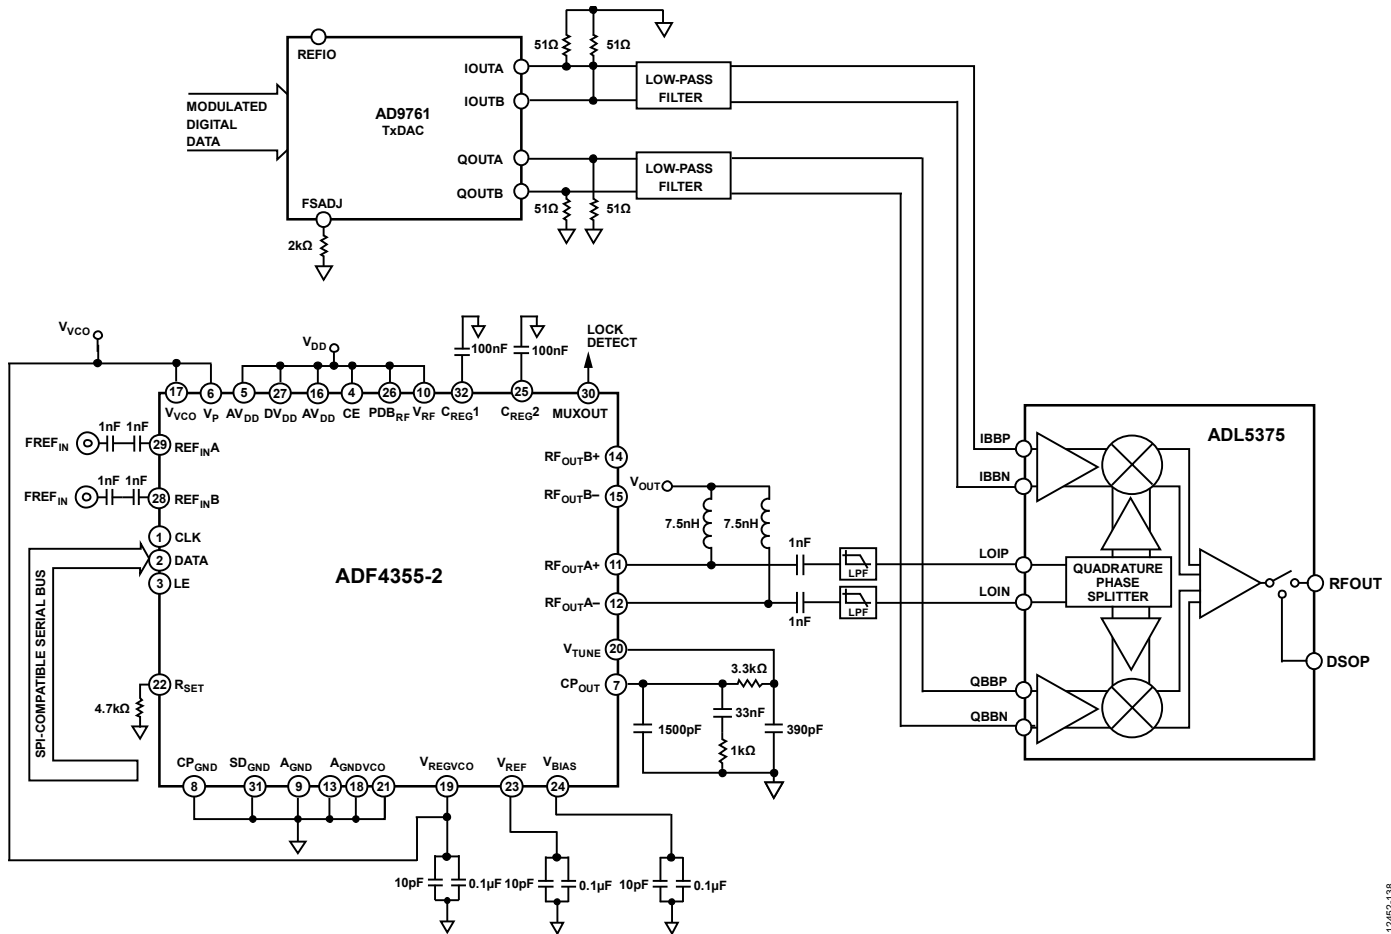 REFIO
MODULATED
DIGITAL
DATA
AD9761
TxDAC
IOUTA
IOUTB
QOUTA
QOUTB
FSADJ
2kΩ
51Ω
51Ω
LOW-PASS
FILTER
LOW-PASS
FILTER
51Ω
51Ω
VVCO
VDD
100nF
100nF
LOCK
DETECT
17
6
5
27
16
4
26
10
32
25
30
VVCO
VP
AVDD
DVDD
AVDD
CE
PDBRF
VRF
CREG1
CREG2
MUXOUT
FREFIN
1nF
1nF
29
REFINA
FREFIN
1nF
1nF
28
REFINB
1
CLK
2
DATA
3
LE
SPI-COMPATIBLE SERIAL BUS
22
RSET
4.7kΩ
ADF4355-2
RFOUTB+
14
RFOUTB–
15
VOUT
7.5nH
7.5nH
RFOUTA+
11
1nF
LPF
RFOUTA–
12
1nF
LPF
VTUNE
20
CPOUT
7
3.3kΩ
1500pF
33nF
1kΩ
390pF
CPGND
SDGND
AGND
AGNDVCO
VREGVCO
VREF
VBIAS
8
31
9
13
18
21
19
23
24
10pF
0.1µF
10pF
0.1µF
10pF
0.1µF
ADL5375
IBBP
IBBN
LOIP
LOIN
QUADRATURE
PHASE
SPLITTER
QBBP
QBBN
RFOUT
DSOP
12452-138